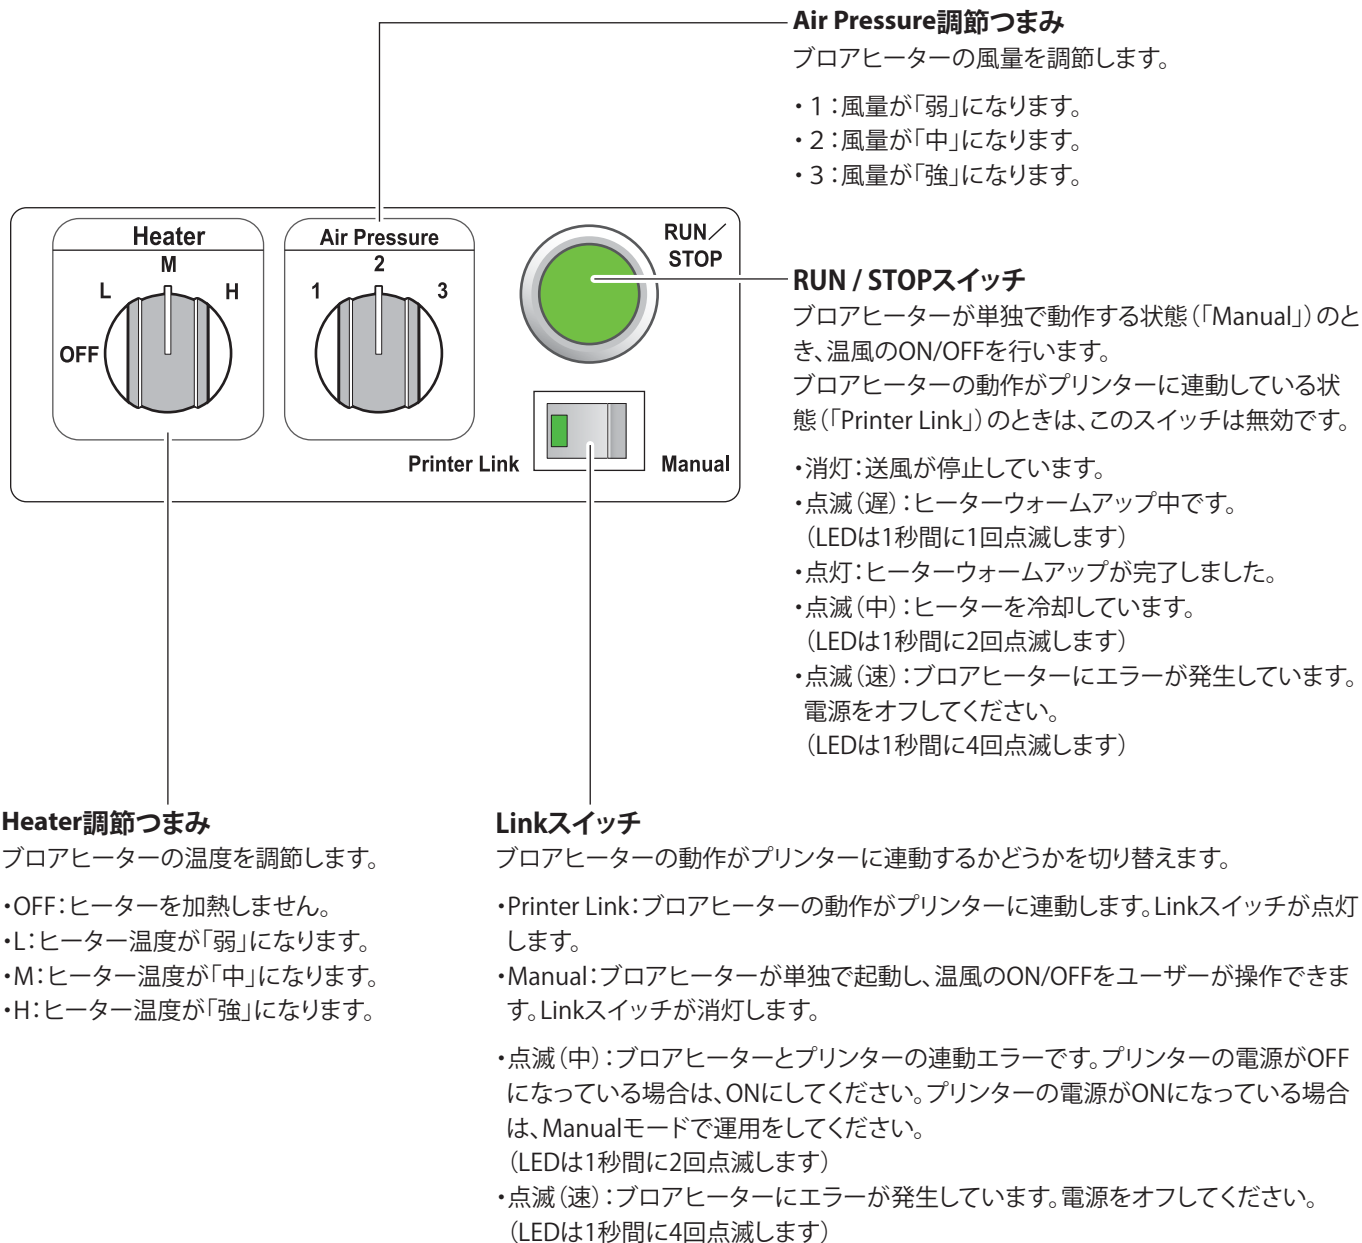 Air Pressure調節つまみ
ブロアヒーターの風量を調節します。
・1：風量が「弱」になります。
・2：風量が「中」になります。
・3：風量が「強」になります。
Heater
M
L
H
OFF
Air Pressure
2
1
3
RUN／
STOP
Printer Link
Manual
RUN / STOPスイッチ
ブロアヒーターが単独で動作する状態（「Manual」）のと
き、温風のON/OFFを行います。
ブロアヒーターの動作がプリンターに連動している状
態（「Printer Link」）のときは、このスイッチは無効です。
・消灯：送風が停止しています。
・点滅（遅）：ヒーターウォームアップ中です。
（LEDは1秒間に1回点滅します）
・点灯：ヒーターウォームアップが完了しました。
・点滅（中）：ヒーターを冷却しています。
（LEDは1秒間に2回点滅します）
・点滅（速）：ブロアヒーターにエラーが発生しています。
電源をオフしてください。
（LEDは1秒間に4回点滅します）
Heater調節つまみ
ブロアヒーターの温度を調節します。
・OFF：ヒーターを加熱しません。
・L：ヒーター温度が「弱」になります。
・M：ヒーター温度が「中」になります。
・H：ヒーター温度が「強」になります。
Linkスイッチ
ブロアヒーターの動作がプリンターに連動するかどうかを切り替えます。
・Printer Link：ブロアヒーターの動作がプリンターに連動します。Linkスイッチが点灯
します。
・Manual：ブロアヒーターが単独で起動し、温風のON/OFFをユーザーが操作できま
す。Linkスイッチが消灯します。
・点滅（中）：ブロアヒーターとプリンターの連動エラーです。プリンターの電源がOFF
になっている場合は、ONにしてください。プリンターの電源がONになっている場合
は、Manualモードで運用をしてください。
（LEDは1秒間に2回点滅します）
・点滅（速）：ブロアヒーターにエラーが発生しています。電源をオフしてください。
（LEDは1秒間に4回点滅します）